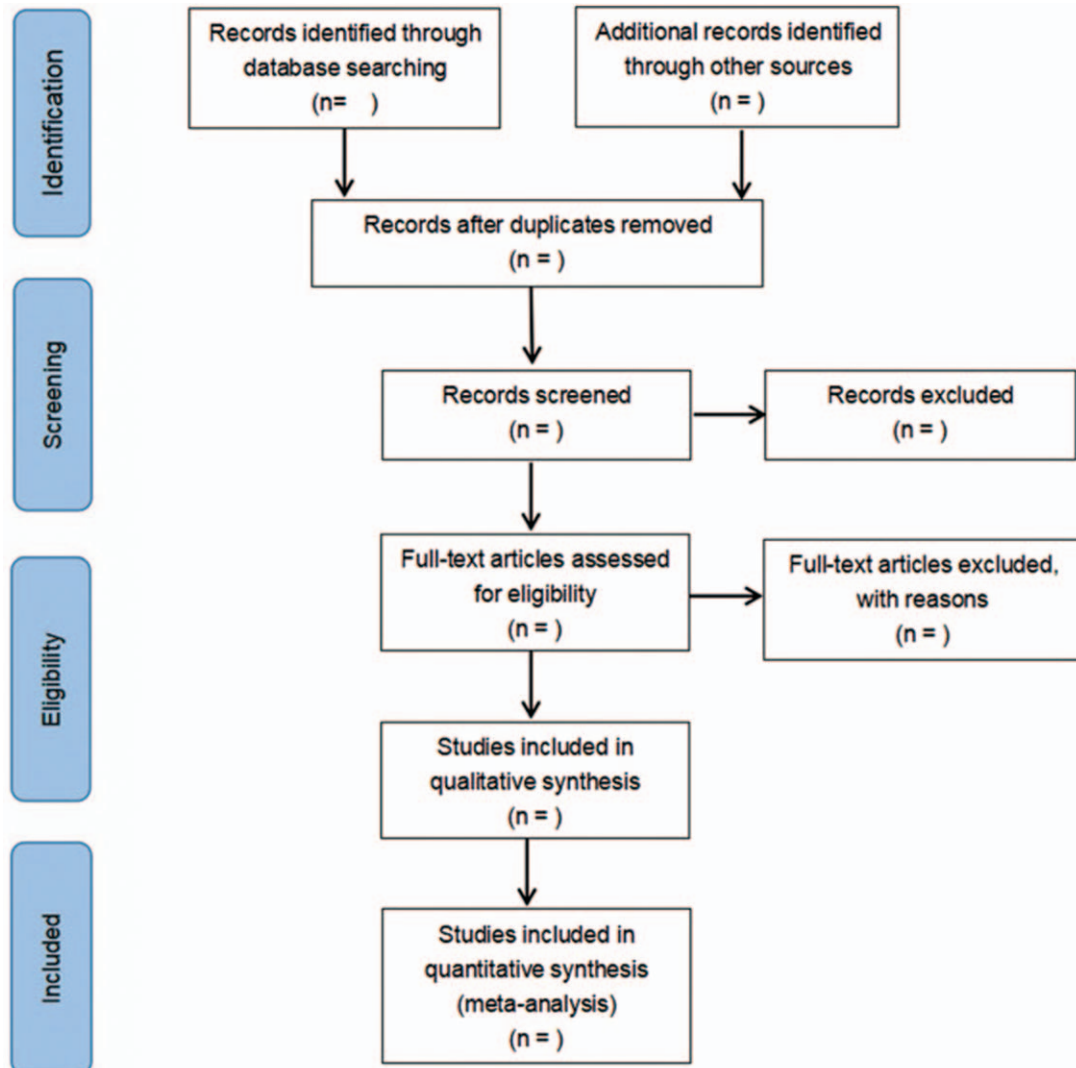 Identification
Records identified through
database searching
(n= )
Additional records identified
through other sources
(n = )
Records after duplicates removed
(n = )
Screening
Records screened
(n = )
Records excluded
(n = )
Eligibility
Full-text articles assessed
for eligibility
(n = )
Full-text articles excluded,
with reasons
(n = )
Studies included in
qualitative synthesis
(n = )
Included
Studies included in
quantitative synthesis
(meta-analysis)
(n = )